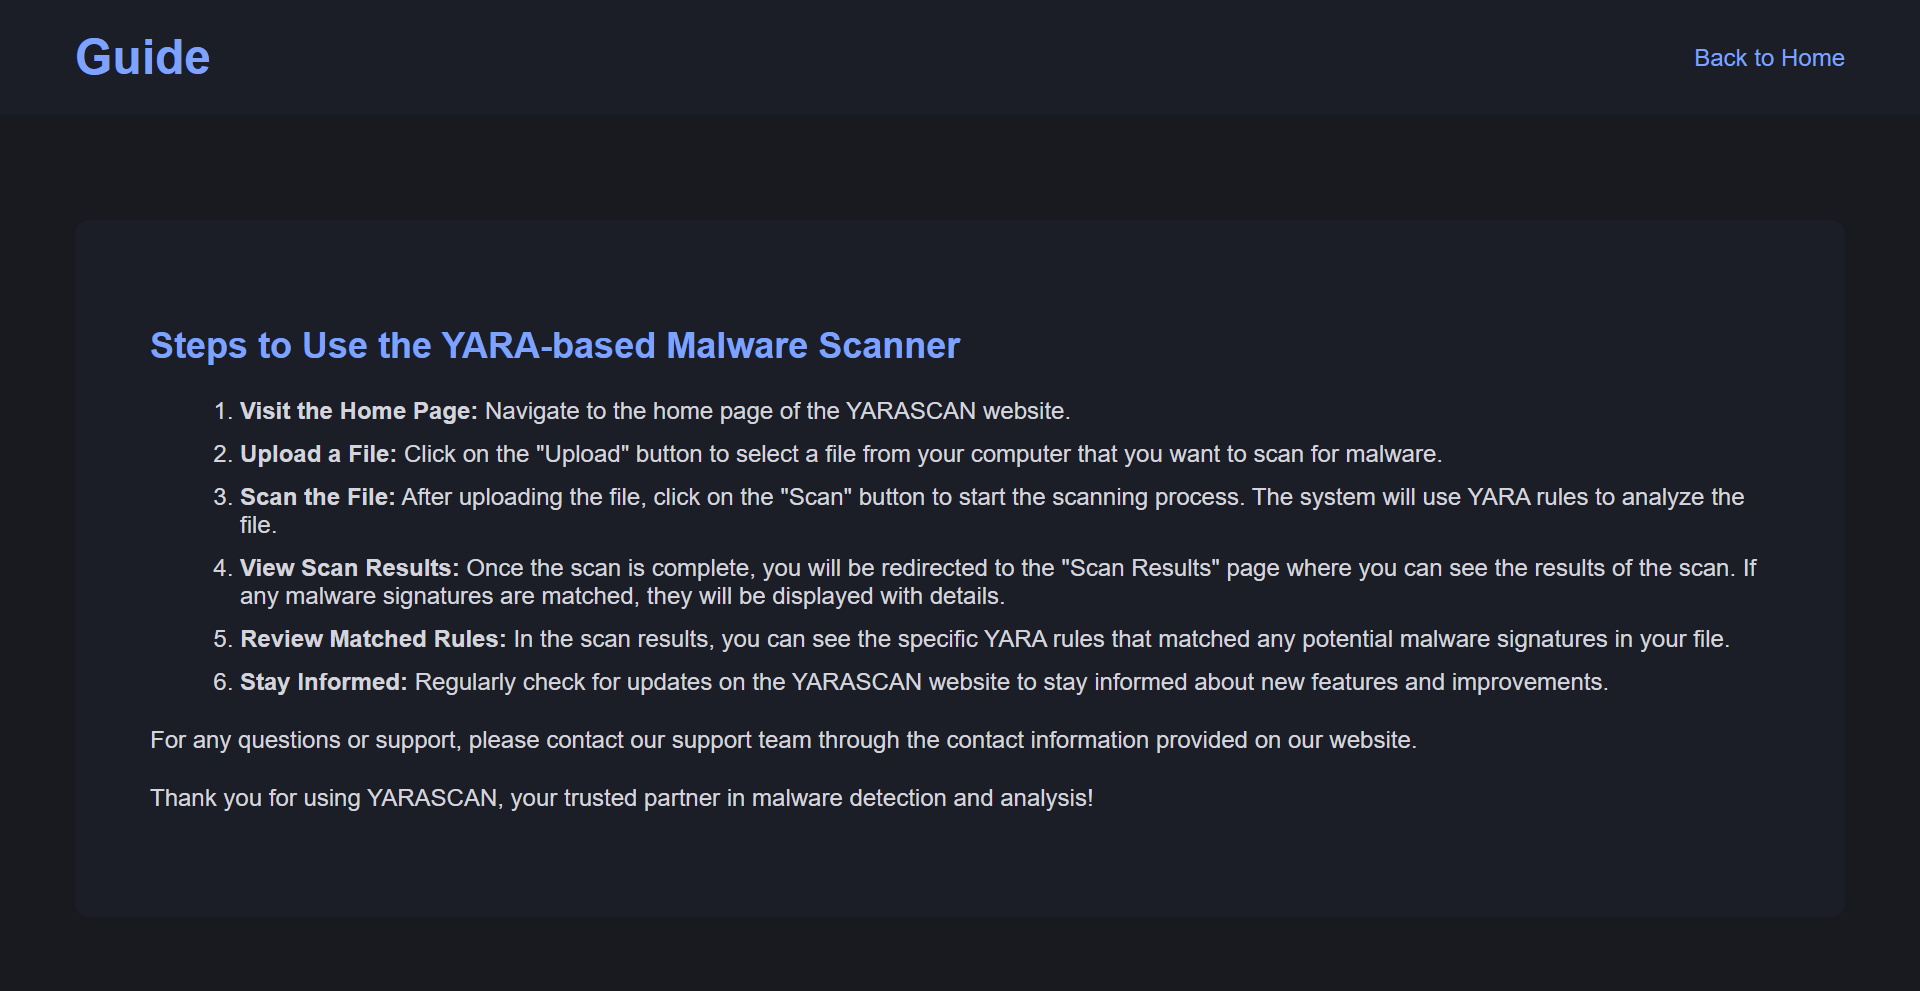 Guide
Back to Home
Steps to Use the YARA-based Malware Scanner
1. Visit the Home Page: Navigate to the home page of the YARASCAN website.
2. Upload a File: Click on the "Upload" button to select a file from your computer that you want to scan for malware.
3. Scan the File: After uploading the file, click on the "Scan" button to start the scanning process. The system will use YARA rules to analyze the
file.
4. View Scan Results: Once the scan is complete, you will be redirected to the "Scan Results" page where you can see the results of the scan. If
any malware signatures are matched, they will be displayed with details.
5. Review Matched Rules: In the scan results, you can see the specific YARA rules that matched any potential malware signatures in your file.
6. Stay Informed: Regularly check for updates on the YARASCAN website to stay informed about new features and improvements.
For any questions or support, please contact our support team through the contact information provided on our website.
Thank you for using YARASCAN, your trusted partner in malware detection and analysis!